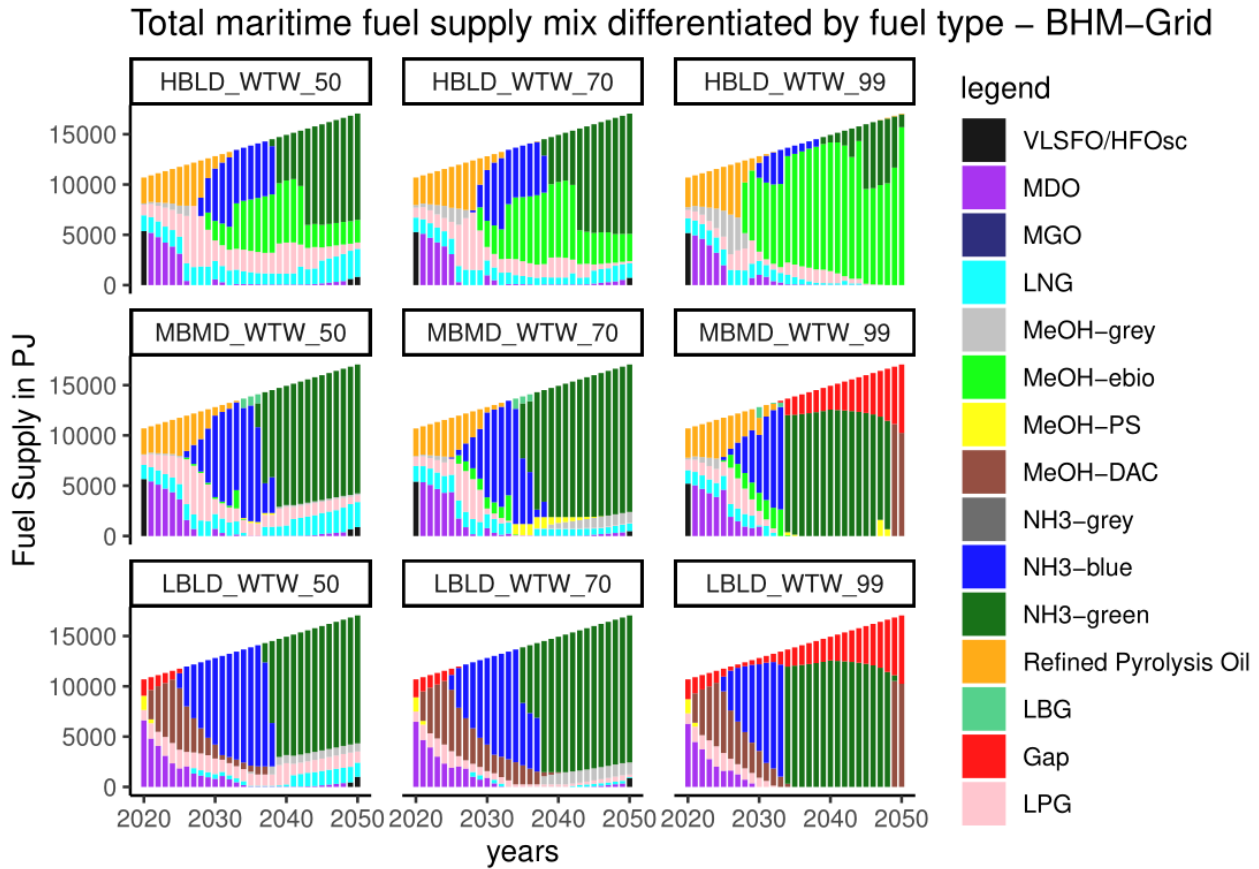 Total maritime fuel supply mix differentiated by fuel type – BHM−Grid
HBLD_WTW_50
HBLD_WTW_70
HBLD_WTW_99
15000
10000
5000
0
MBMD_WTW_50
MBMD_WTW_70
MBMD_WTW_99
15000
10000
5000
0
LBLD_WTW_50
LBLD_WTW_70
LBLD_WTW_99
15000
10000
5000
0
2020 2030 2040 2050
2020 2030 2040 2050
2020 2030 2040 2050
years
Fuel Supply in PJ
legend
VLSFO/HFOsc
MDO
MGO
LNG
MeOH−grey
MeOH−ebio
MeOH−PS
MeOH−DAC
NH3−grey
NH3−blue
NH3−green
Refined Pyrolysis Oil
LBG
Gap
LPG